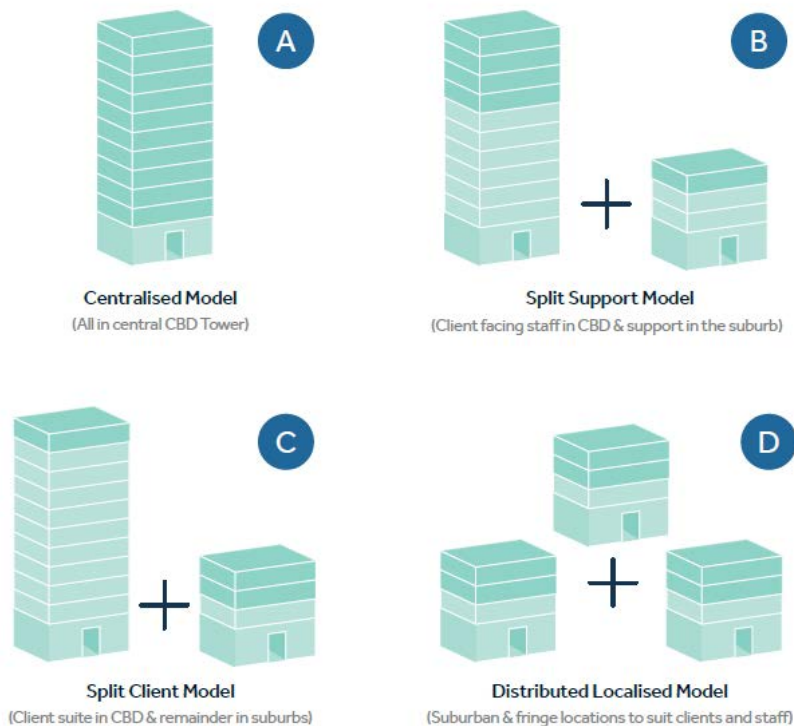 A
B
Centralised Model
(All in central CBD Tower)
Split Support Model
(Client facing staff in CBD & support in the suburb)
C
D
Split Client Model
(Client suite in CBD & remainder in suburbs)
Distributed Localised Model
(Suburban & fringe locations to suit clients and staff)